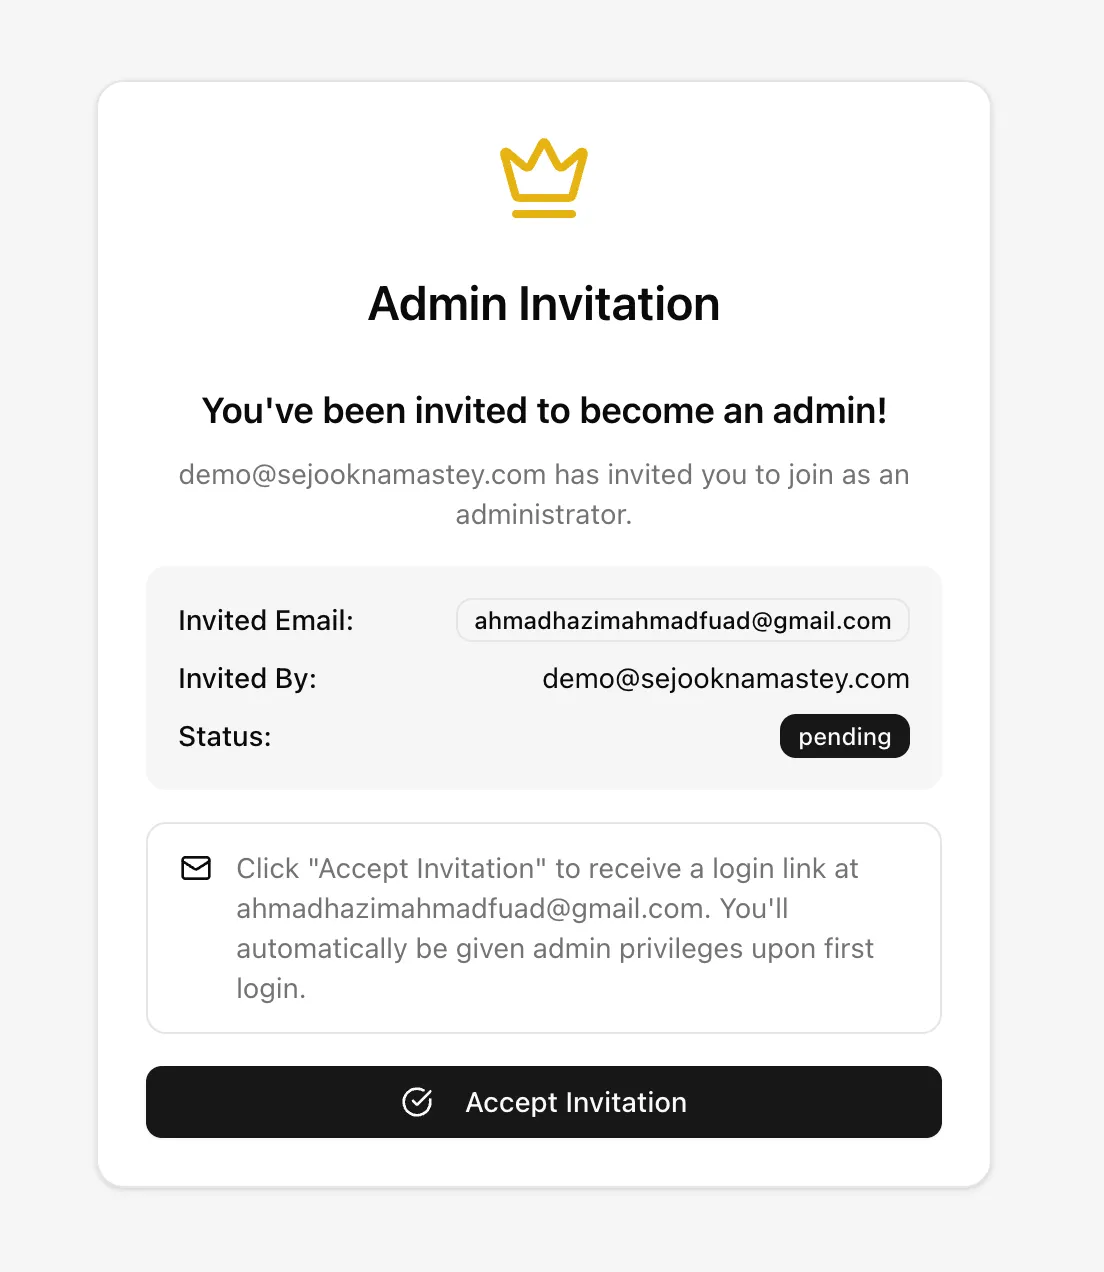 Admin Invitation
You've been invited to become an admin!
demo@sejooknamastey.com has invited you to join as an
administrator.
Invited Email: ahmadhazimahmadfuad@gmail.com
Invited By: demo@sejooknamastey.com
Status: pending
Click "Accept Invitation" to receive a login link at
ahmadhazimahmadfuad@gmail.com. You'll
automatically be given admin privileges upon first
login.
Accept Invitation